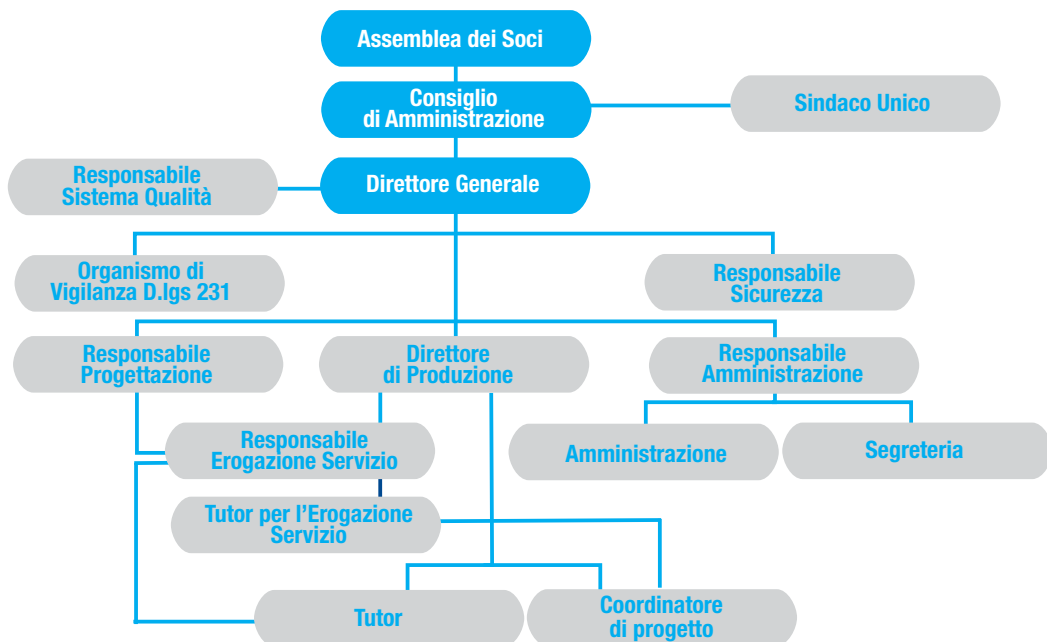 Assemblea dei Soci
Consiglio
di Amministrazione
Sindaco Unico
Responsabile
Sistema Qualità
Direttore Generale
Organismo di
Vigilanza D.lgs 231
Responsabile
Sicurezza
Responsabile
Progettazione
Direttore
di Produzione
Responsabile
Amministrazione
Responsabile
Erogazione Servizio
Amministrazione
Segreteria
Tutor per l’Erogazione
Servizio
Tutor
Coordinatore
di progetto